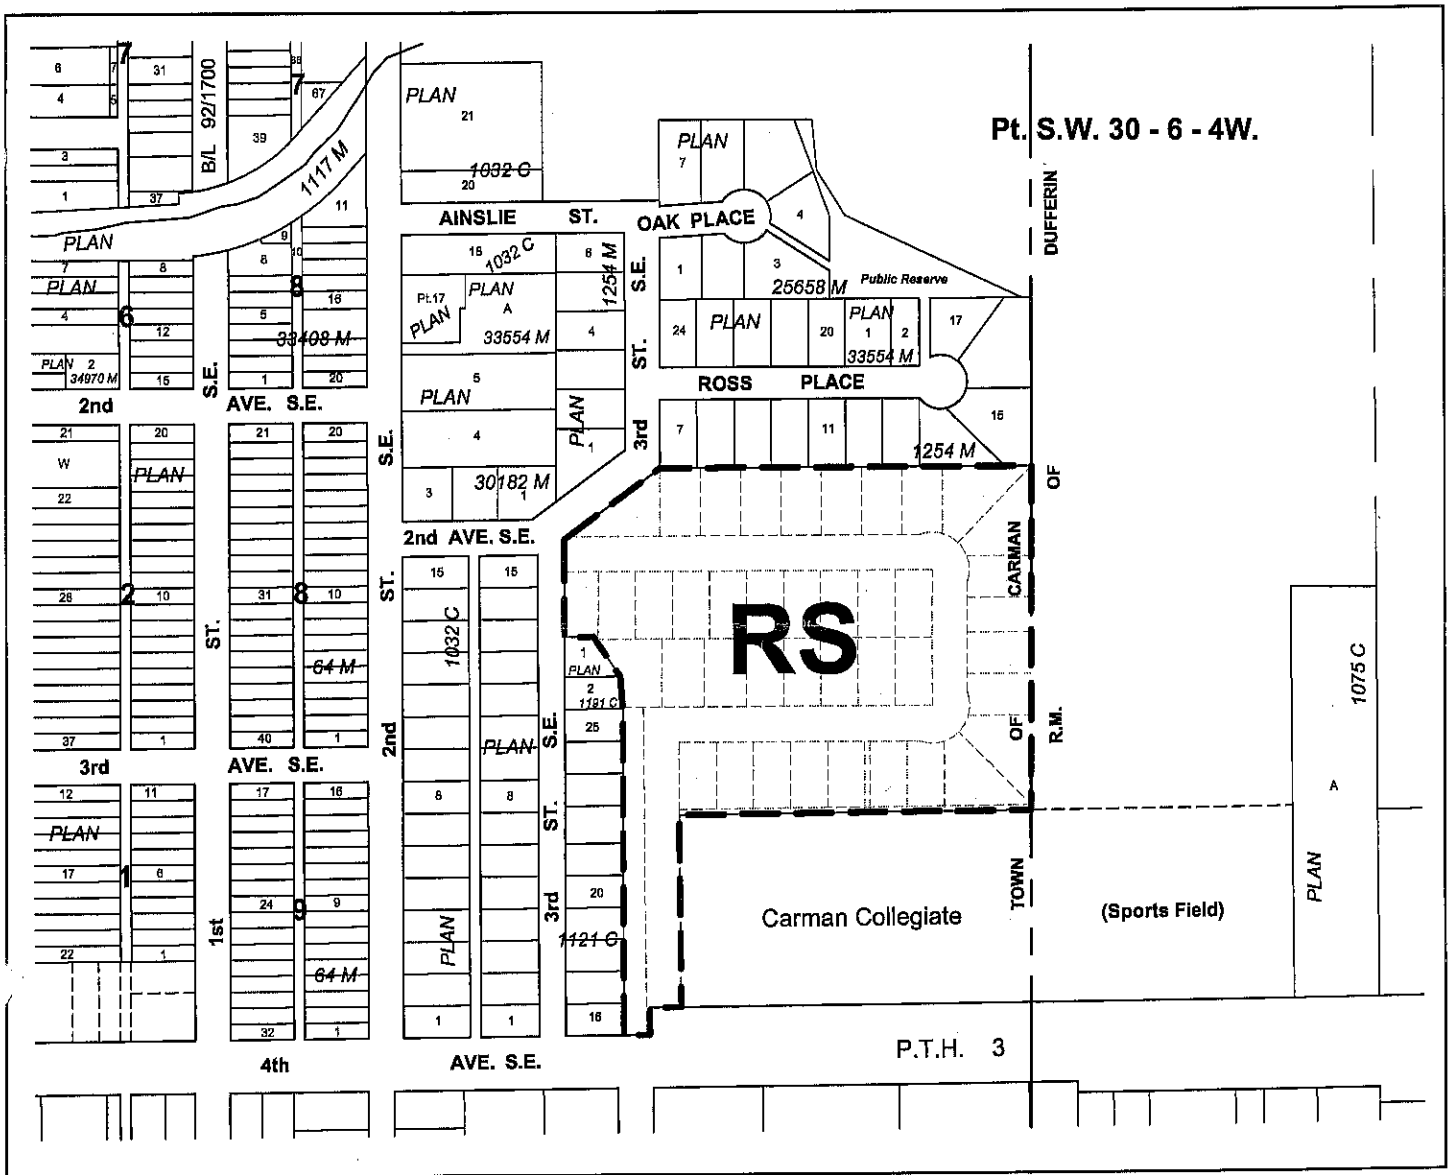 Pt. S.W. 30 - 6 - 4W.
6
7
7
31
B/L 92/1700
38
7
67
4
5
39
3
1
37
1117 M
11
PLAN
21
1032 C
20
PLAN
7
AINSLIE ST.
OAK PLACE
4
DUFFERIN
PLAN
7
8
9
8
10
18
1032 C
6
1254 M
S.E.
1
3
25658 M
Public Reserve
PLAN
4
6
12
5
8
16
33408 M
Pt.17
PLAN
PLAN
A
33554 M
4
ST.
24
PLAN
20
PLAN
1
2
33554 M
17
PLAN 2
34970 M
15
S.E.
1
20
5
PLAN
ROSS PLACE
2nd AVE. S.E.
21
20
21
20
S.E.
4
PLAN
1
3rd
7
11
15
1254 M
W
PLAN
22
3
30182 M
1
OF
2nd AVE. S.E.
15
15
CARMAN
28
2
10
31
8
10
ST.
ST.
1032 C
RS
64 M
1
PLAN
2
1191 C
1075 C
37
1
40
1
2nd
PLAN
S.E.
25
OF
R.M.
3rd AVE. S.E.
12
11
17
16
8
8
ST.
A
PLAN
17
1
6
24
9
9
1st
PLAN
3rd
20
1121 C
Carman Collegiate
TOWN
(Sports Field)
PLAN
22
1
64 M
32
1
1
1
16
4th AVE. S.E.
P.T.H. 3